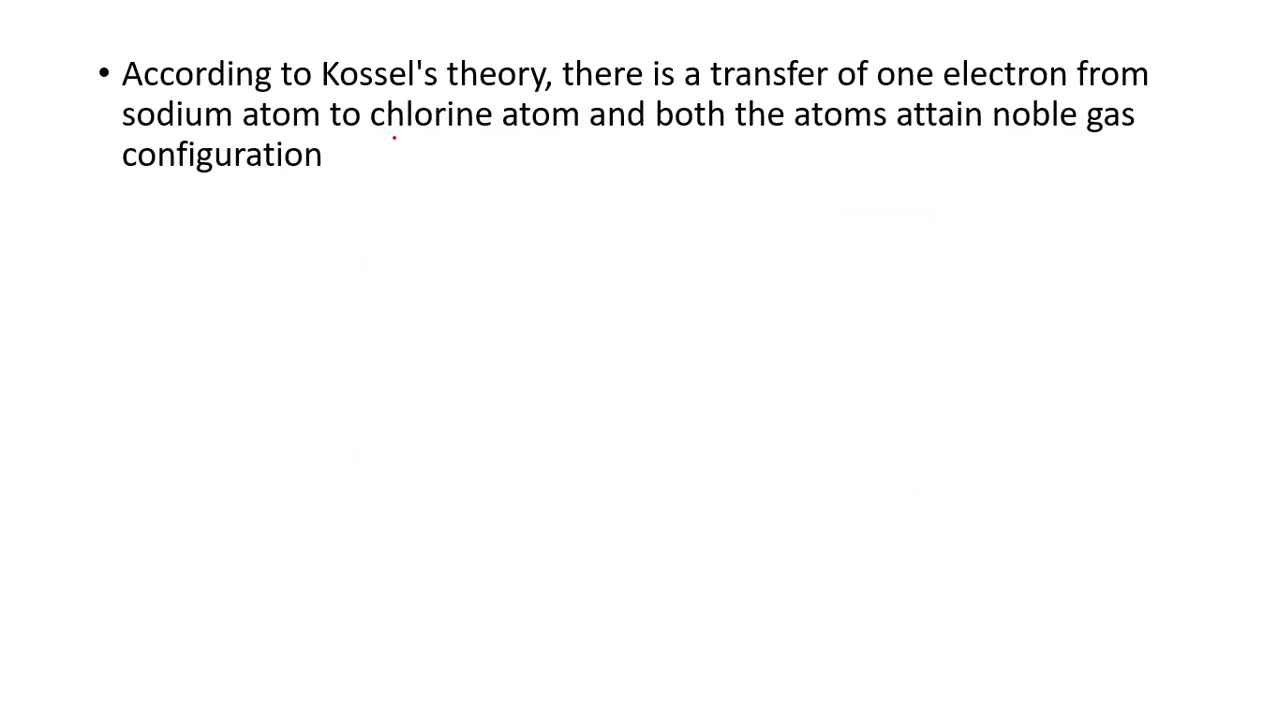 • According to Kossel's theory, there is a transfer of one electron from
sodium atom to chlorine atom and both the atoms attain noble gas
configuration